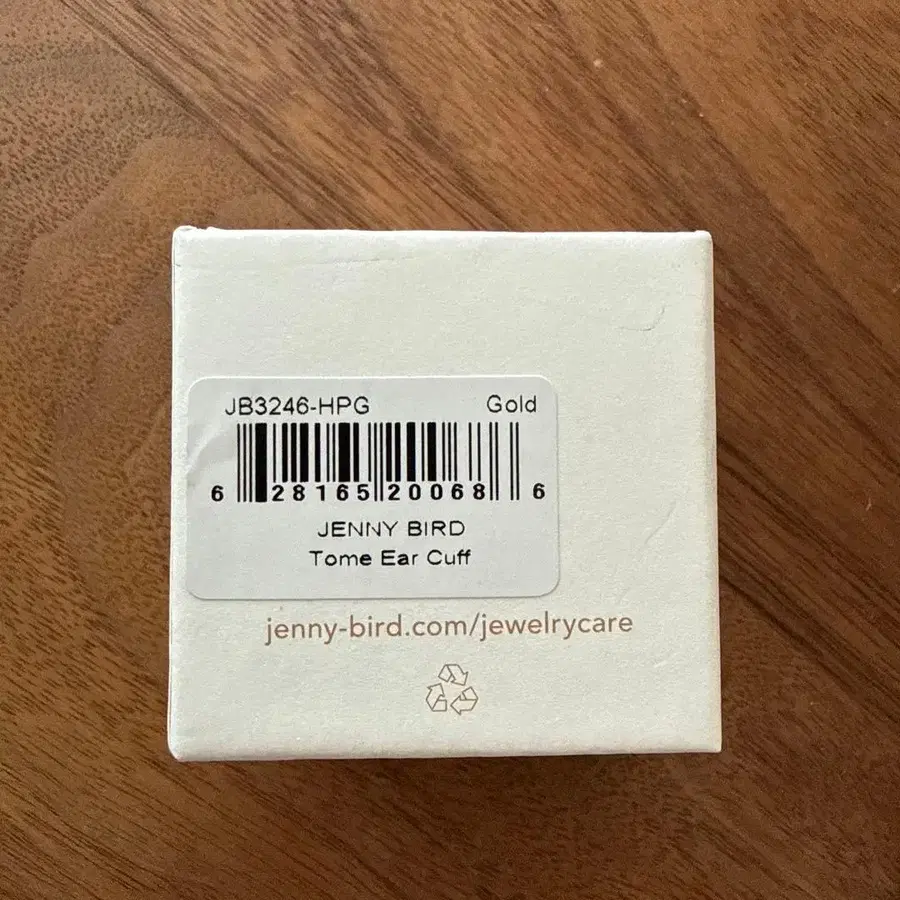 JB3246-HPG Gold
6 28165 20068 6
JENNY BIRD
Tome Ear Cuff
jenny-bird.com/jewelrycare